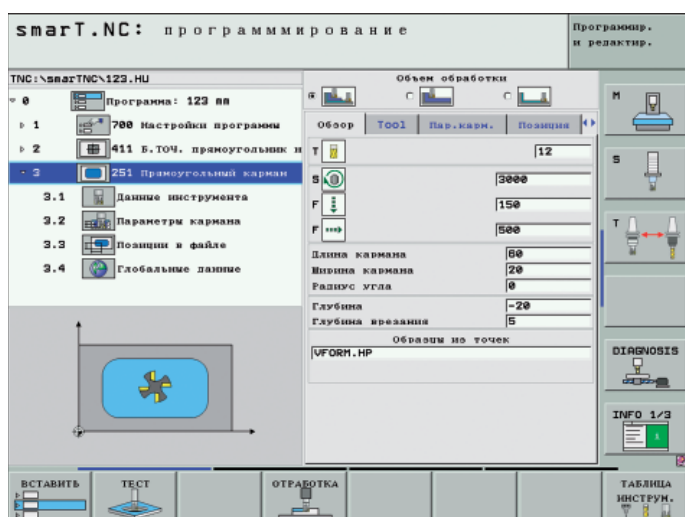 smarT.NC: программмирование
Программир.
и редактир.
TNC:\smarTNC\123.HU
0 Программа: 123 mm
1 700 Настройки программы
2 411 Б.ТОЧ. прямоугольник н
3 251 Прямоугольный карман
3.1 Данные инструмента
3.2 Параметры кармана
3.3 Позиции в файле
3.4 Глобальные данные
Объем обработки
Обзор Tool Пар.карм. Позиция
T 12
S 3000
F 150
F 500
Длина кармана 60
Ширина кармана 20
Радиус угла 0
Глубина -20
Глубина врезания 5
Образцы из точек
VFORM.HP
M
S
T
DIAGNOSIS
INFO 1/3
1
ВСТАВИТЬ
ТЕСТ
ОТРАБОТКА
ТАБЛИЦА
ИНСТРУМ.